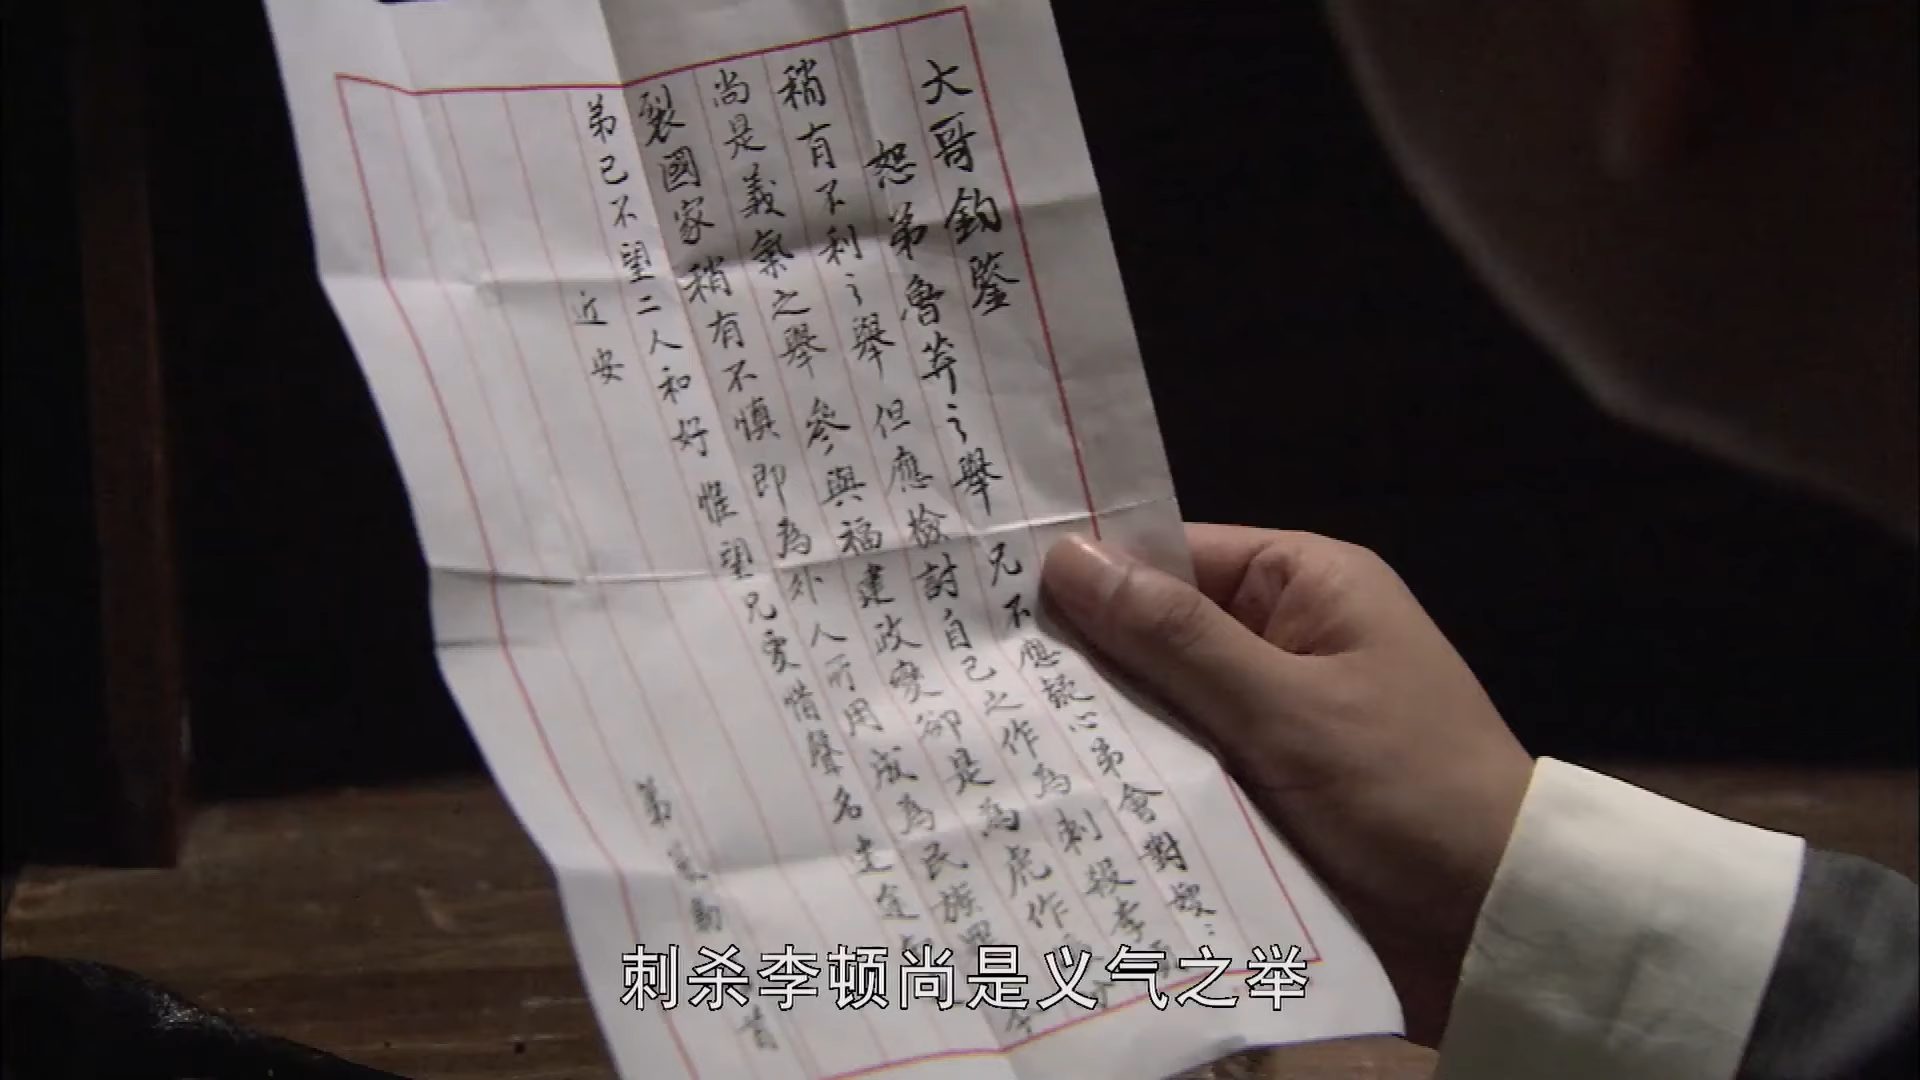 大哥鈞鑒
恕弟魯莽之舉 兄不應疑心弟會對嫂
稍有不利之舉 但應檢討自己之作為刺殺李
尚是義氣之舉 參與福建政變卻是為虎作
裂國家稍有不慎即為外人所用成為民族罪
弟已不望二人和好 惟望兄愛惜聲名
近安
弟
刺杀李顿尚是义气之举